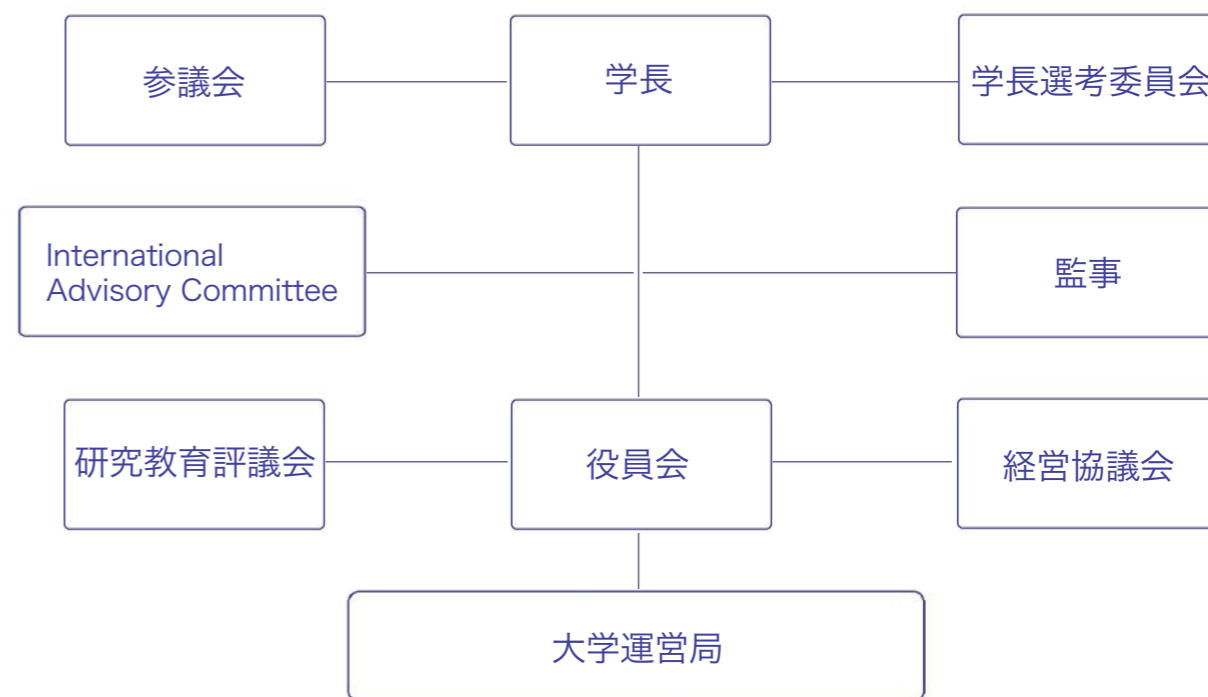 参議会
学長
学長選考委員会
International
Advisory Committee
監事
研究教育評議会
役員会
経営協議会
大学運営局